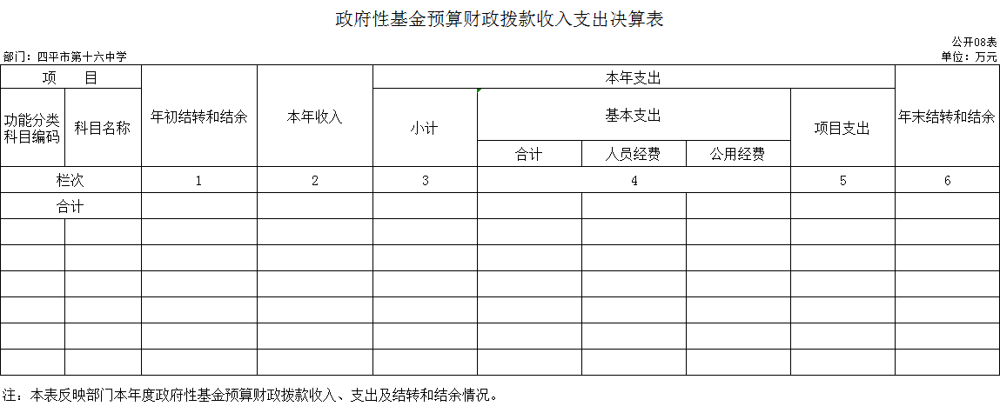 政府性基金预算财政拨款收入支出决算表
公开08表
部门：四平市第十六中学
单位：万元
项 目
年初结转和结余
本年收入
本年支出
年末结转和结余
功能分类
科目编码
科目名称
小计
基本支出
项目支出
合计
人员经费
公用经费
栏次
1
2
3
4
5
6
合计
注：本表反映部门本年度政府性基金预算财政拨款收入、支出及结转和结余情况。